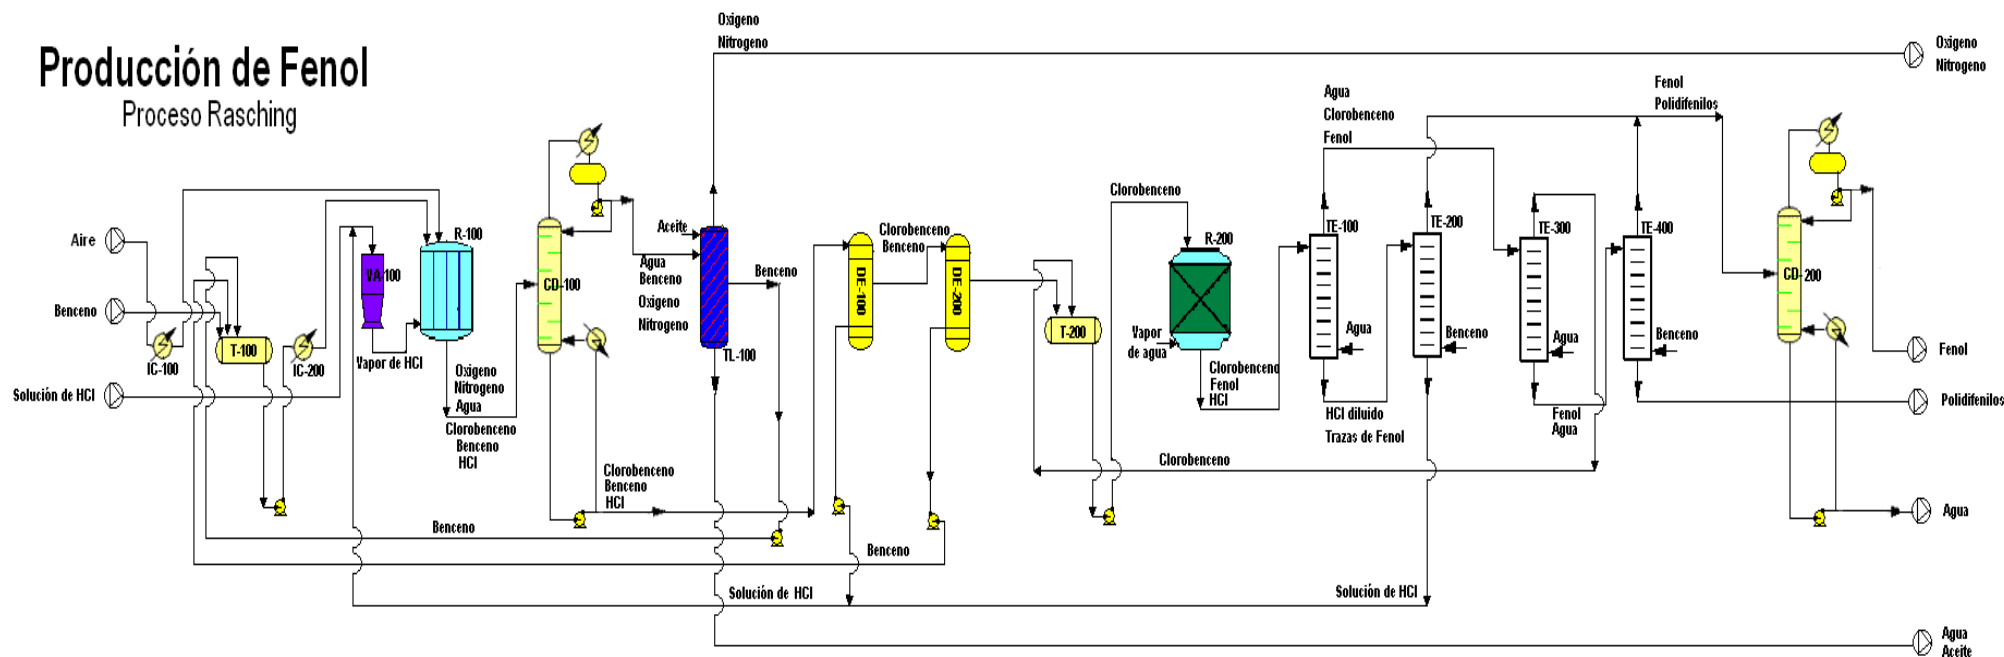 Producción de Fenol
Proceso Rasching
Oxigeno
Nitrogeno
Oxigeno
Nitrogeno
Agua
Clorobenceno
Fenol
Fenol
Polidifenilos
Aire
Benceno
Solución de HCl
IC-100
T-100
IC-200
VA-100
Vapor de HCl
R-100
Oxigeno
Nitrogeno
Agua
Clorobenceno
Benceno
HCl
CD-100
Clorobenceno
Benceno
HCl
Aceite
Agua
Benceno
Oxigeno
Nitrogeno
TL-100
Benceno
DE-100
Clorobenceno
Benceno
DE-200
T-200
Clorobenceno
Vapor
de agua
R-200
Clorobenceno
Fenol
HCl
TE-100
Agua
HCl diluido
Trazas de Fenol
TE-200
Benceno
TE-300
Agua
Fenol
Agua
TE-400
Benceno
CD-200
Fenol
Polidifenilos
Agua
Clorobenceno
Benceno
Benceno
Solución de HCl
Solución de HCl
Agua
Aceite